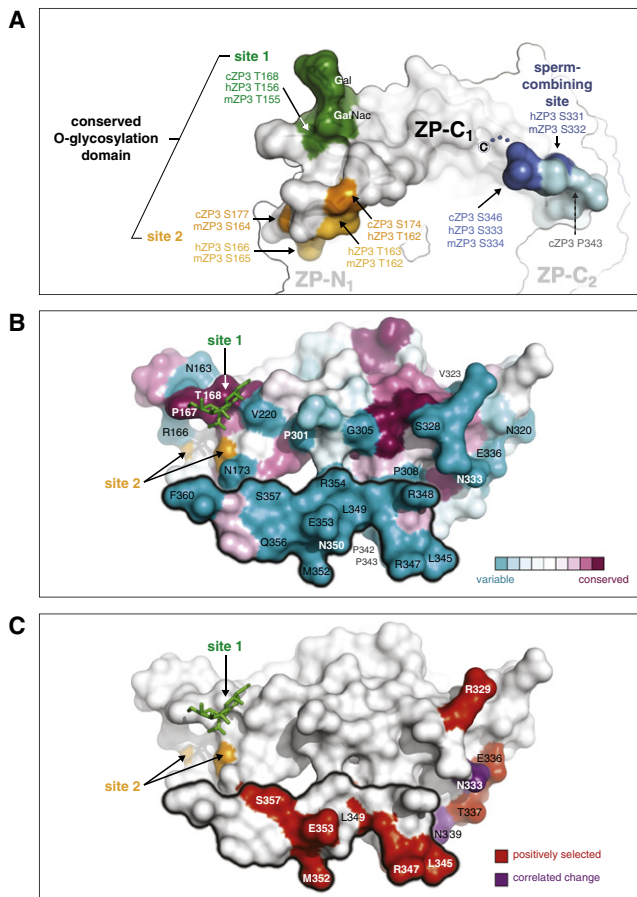 A
site 1
cZP3 T168
hZP3 T156
mZP3 T155
Gal
GalNac
conserved
O-glycosylation
domain
ZP-C1
C
sperm-
combining
site
hZP3 S331
mZP3 S332
cZP3 S177
mZP3 S164
site 2
hZP3 S166
mZP3 S165
cZP3 S174
hZP3 T162
hZP3 T163
mZP3 T162
ZP-N1
cZP3 S346
hZP3 S333
mZP3 S334
cZP3 P343
ZP-C2
B
site 1
N163
T168
P167
R166
V220
P301
G305
V323
S328
N320
E336
N333
P308
site 2
N173
F360
S357
R354
R348
L349
E353
Q356
N350
P342
P343
M352
R347
L345
variable
conserved
C
site 1
R329
site 2
E336
N333
S357
L349
T337
E353
N339
M352
R347
L345
positively selected
correlated change